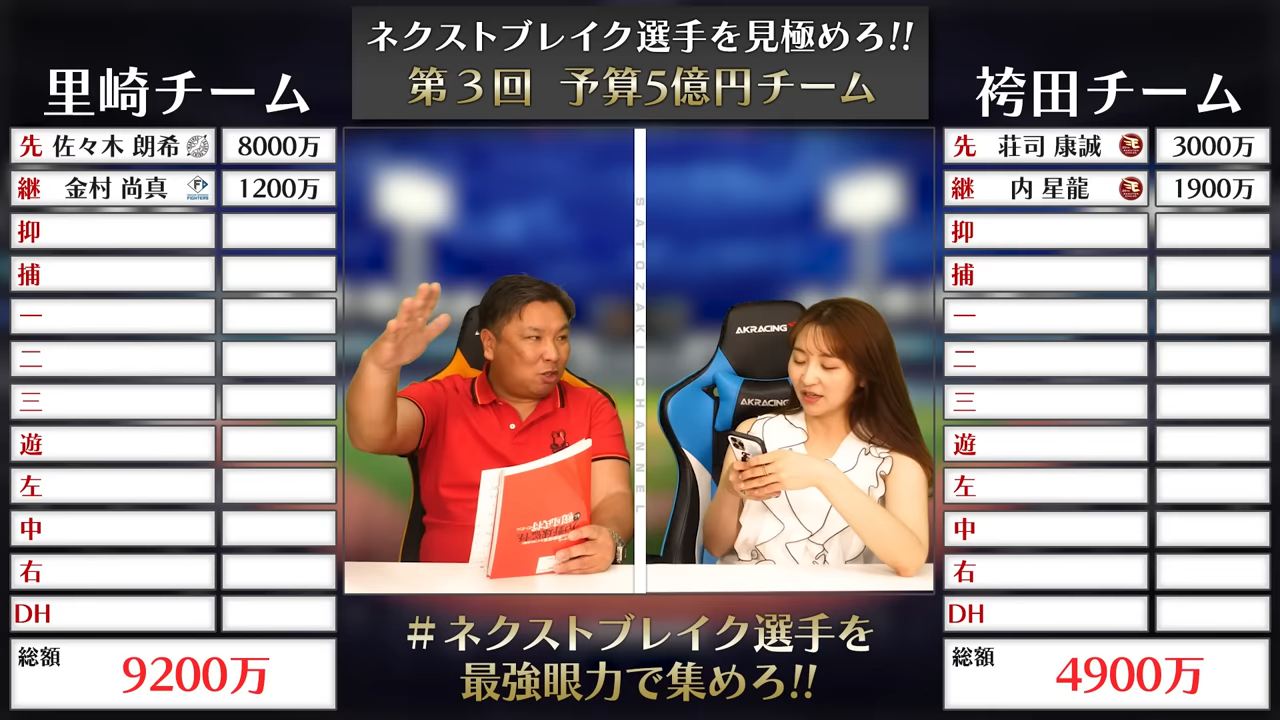 ネクストブレイク選手を見極めろ!!
第3回 予算5億円チーム
里崎チーム
先 佐々木 朗希 8000万
継 金村 尚真 FIGHTERS 1200万
抑
捕
一
二
三
遊
左
中
右
DH
総額 9200万
SATOZAKI CHANNEL
AKRACING
AKRACING
袴田チーム
先 荘司 康誠 3000万
継 内 星龍 1900万
抑
捕
一
二
三
遊
左
中
右
DH
総額 4900万
#ネクストブレイク選手を
最強眼力で集めろ!!